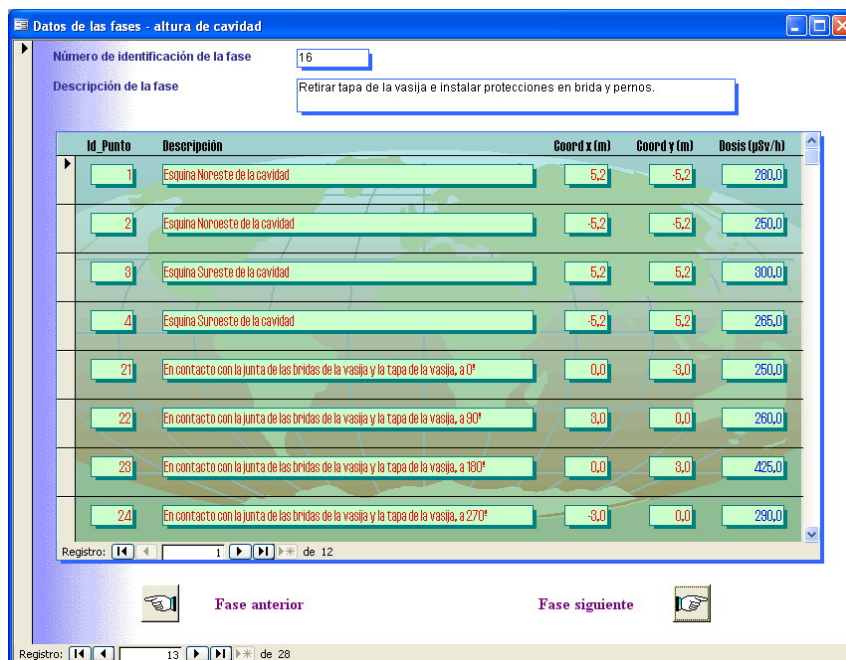 Datos de las fases - altura de cavidad
Número de identificación de la fase 16
Descripción de la fase Retirar tapa de la vasija e instalar protecciones en brida y pernos.
Id_Punto Descripción Coord x (m) Coord y (m) Dosis (µSv/h)
1 Esquina Noreste de la cavidad 5,2 -5,2 280,0
2 Esquina Noroeste de la cavidad -5,2 -5,2 250,0
3 Esquina Sureste de la cavidad 5,2 5,2 300,0
4 Esquina Suroeste de la cavidad -5,2 5,2 265,0
21 En contacto con la junta de las bridas de la vasija y la tapa de la vasija, a 0º 0,0 -3,0 250,0
22 En contacto con la junta de las bridas de la vasija y la tapa de la vasija, a 90º 3,0 0,0 260,0
23 En contacto con la junta de las bridas de la vasija y la tapa de la vasija, a 180º 0,0 3,0 425,0
24 En contacto con la junta de las bridas de la vasija y la tapa de la vasija, a 270º -3,0 0,0 290,0
Registro: 1 de 12
Fase anterior Fase siguiente
Registro: 13 de 28